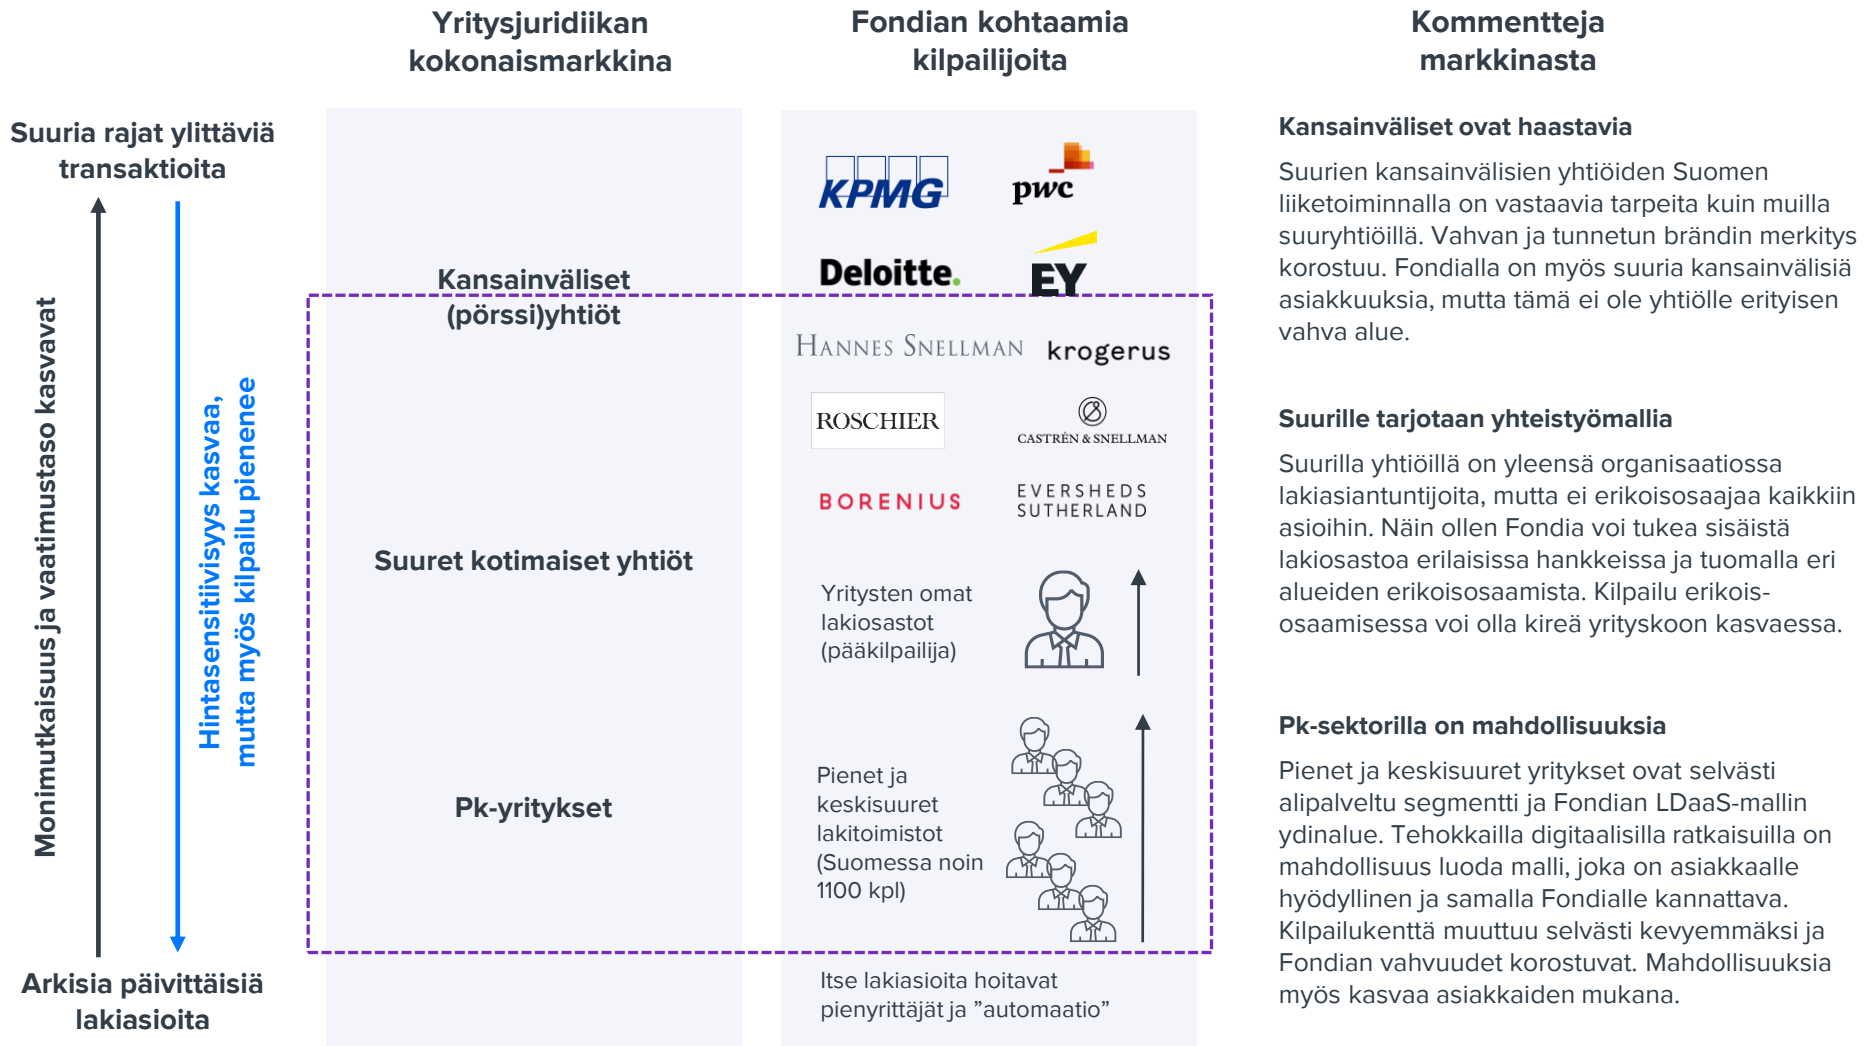 Yritysjuridiikan
kokonaismarkkina
Fondian kohtaamia
kilpailijoita
Kommentteja
markkinasta
Suuria rajat ylittäviä
transaktioita
Monimutkaisuus ja vaatimustaso kasvavat
Hintasensitiivisyys kasvaa,
mutta myös kilpailu pienenee
Arkisia päivittäisiä
lakiasioita
Kansainväliset
(pörssi)yhtiöt
Suuret kotimaiset yhtiöt
Pk-yritykset
KPMG
pwc
Deloitte.
EY
HANNES SNELLMAN
krogerus
ROSCHIER
CASTRÉN & SNELLMAN
BORENIUS
EVERSHEDS
SUTHERLAND
Yritysten omat
lakiosastot
(pääkilpailija)
Pienet ja
keskisuuret
lakitoimistot
(Suomessa noin
1100 kpl)
Itse lakiasioita hoitavat
pienyrittäjät ja ”automaatio”
Kansainväliset ovat haastavia
Suurien kansainvälisien yhtiöiden Suomen
liiketoiminnalla on vastaavia tarpeita kuin muilla
suuryhtiöillä. Vahvan ja tunnetun brändin merkitys
korostuu. Fondialla on myös suuria kansainvälisiä
asiakkuuksia, mutta tämä ei ole yhtiölle erityisen
vahva alue.
Suurille tarjotaan yhteistyömallia
Suurilla yhtiöillä on yleensä organisaatiossa
lakiasiantuntijoita, mutta ei erikoisosaajaa kaikkiin
asioihin. Näin ollen Fondia voi tukea sisäistä
lakiosastoa erilaisissa hankkeissa ja tuomalla eri
alueiden erikoisosaamista. Kilpailu erikois-
osaamisessa voi olla kireä yrityskoon kasvaessa.
Pk-sektorilla on mahdollisuuksia
Pienet ja keskisuuret yritykset ovat selvästi
alipalveltu segmentti ja Fondian LDaaS-mallin
ydinalue. Tehokkailla digitaalisilla ratkaisuilla on
mahdollisuus luoda malli, joka on asiakkaalle
hyödyllinen ja samalla Fondialle kannattava.
Kilpailukenttä muuttuu selvästi kevyemmäksi ja
Fondian vahvuudet korostuvat. Mahdollisuuksia
myös kasvaa asiakkaiden mukana.